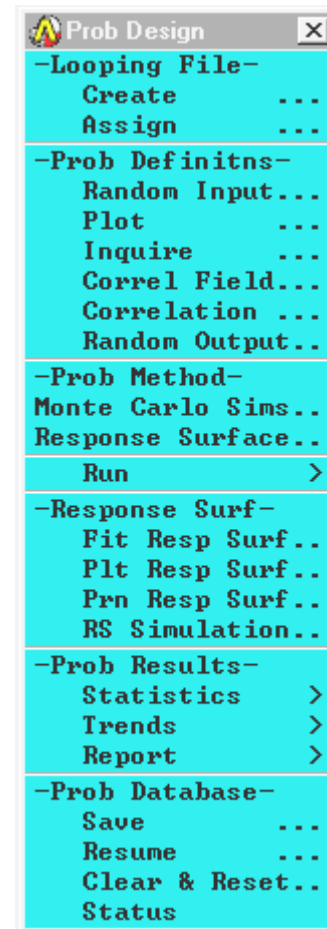 Prob Design
-Looping File-
Create ...
Assign ...
-Prob Definitns-
Random Input...
Plot ...
Inquire ...
Correl Field...
Correlation ...
Random Output..
-Prob Method-
Monte Carlo Sims..
Response Surface..
Run >
-Response Surf-
Fit Resp Surf..
Plt Resp Surf..
Prn Resp Surf..
RS Simulation..
-Prob Results-
Statistics >
Trends >
Report >
-Prob Database-
Save ...
Resume ...
Clear & Reset..
Status